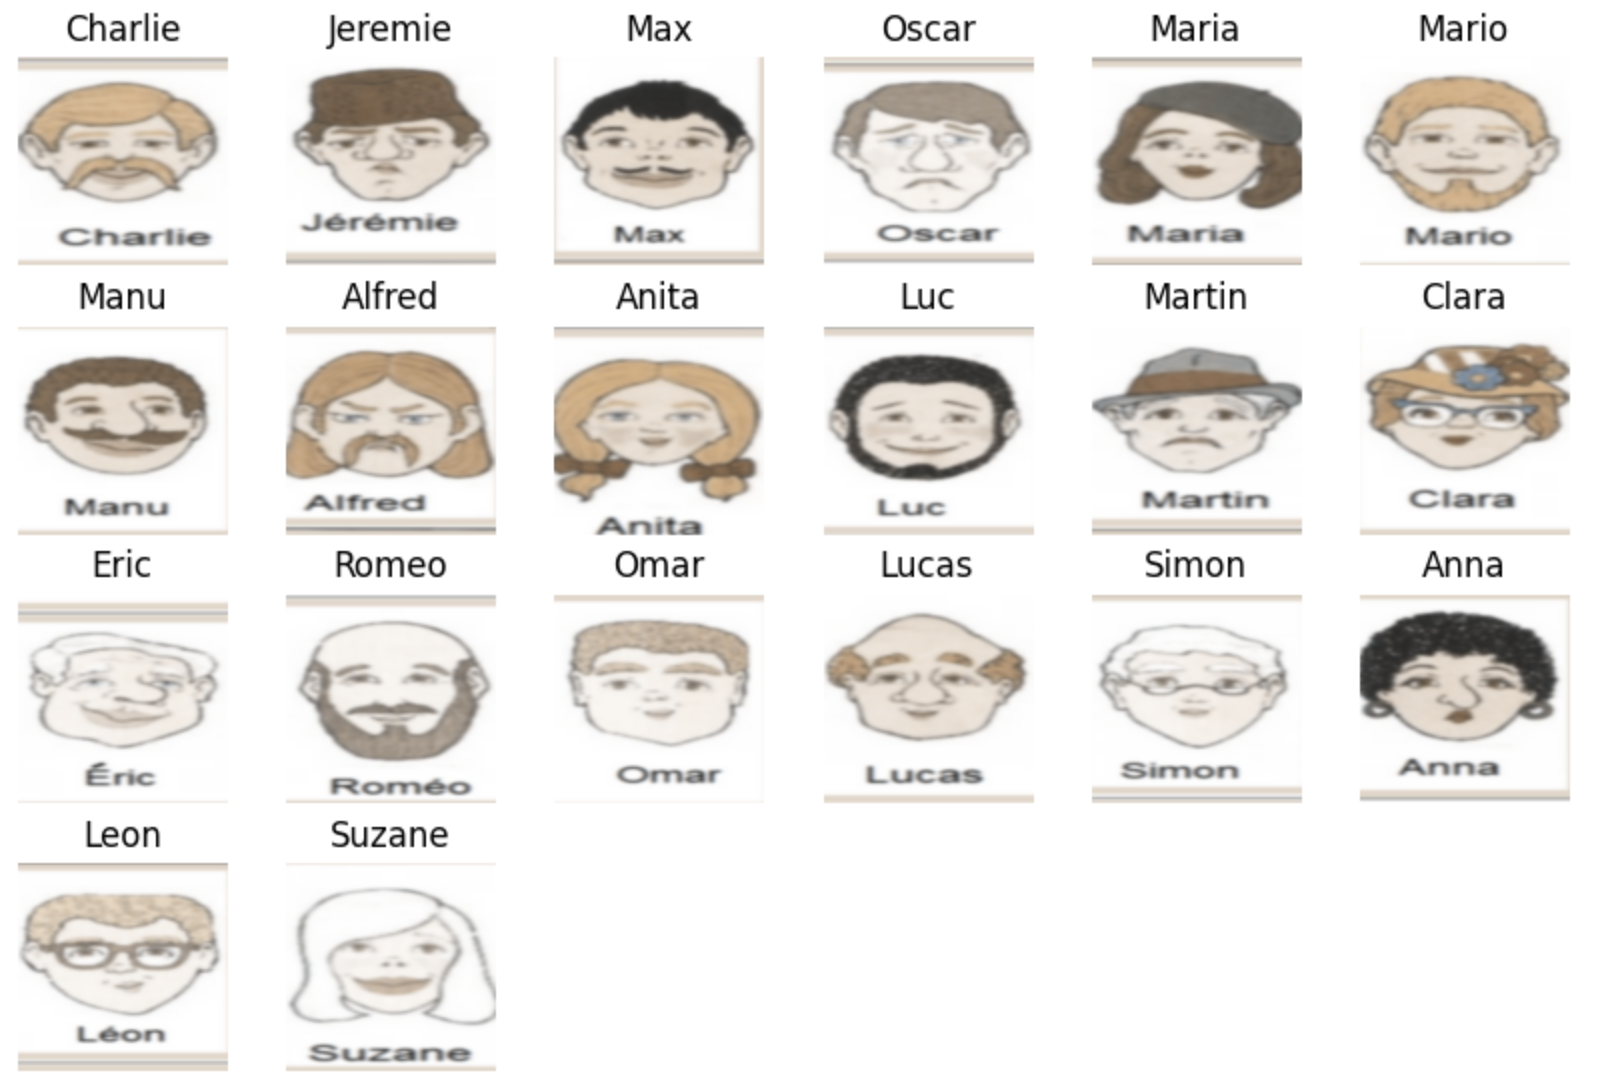 Charlie Jeremie Max Oscar Maria Mario
Charlie Jérémie Max Oscar Maria Mario
Manu Alfred Anita Luc Martin Clara
Manu Alfred Anita Luc Martin Clara
Eric Romeo Omar Lucas Simon Anna
Éric Roméo Omar Lucas Simon Anna
Leon Suzane
Léon Suzane